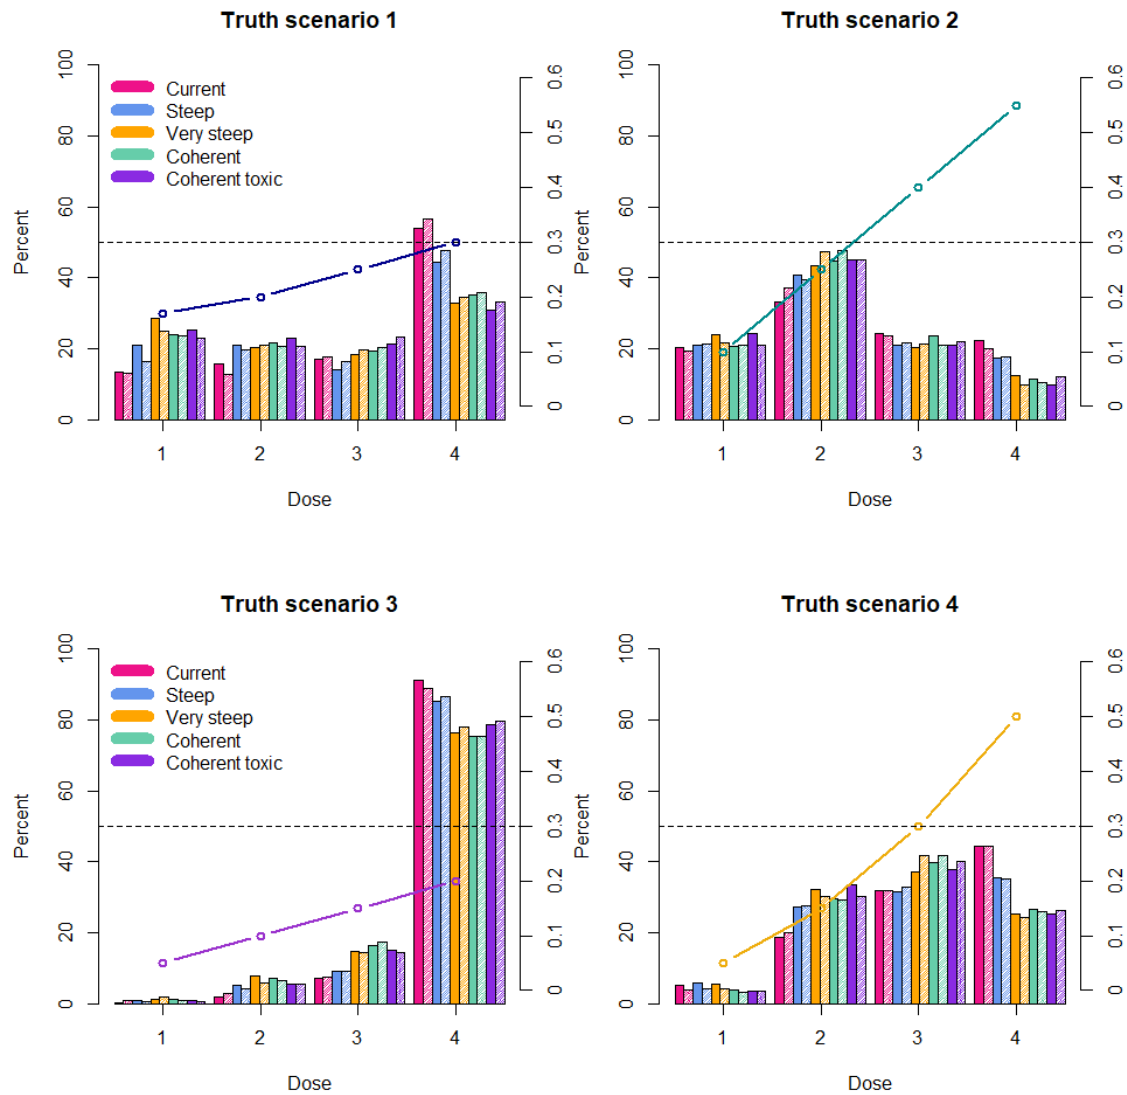 Truth scenario 1
Percent
100
80
60
40
20
0
Current
Steep
Very steep
Coherent
Coherent toxic
0.6
0.5
0.4
0.3
0.2
0.1
0
1 2 3 4
Dose
Truth scenario 2
Percent
100
80
60
40
20
0
0.6
0.5
0.4
0.3
0.2
0.1
0
1 2 3 4
Dose
Truth scenario 3
Percent
100
80
60
40
20
0
Current
Steep
Very steep
Coherent
Coherent toxic
0.6
0.5
0.4
0.3
0.2
0.1
0
1 2 3 4
Dose
Truth scenario 4
Percent
100
80
60
40
20
0
0.6
0.5
0.4
0.3
0.2
0.1
0
1 2 3 4
Dose